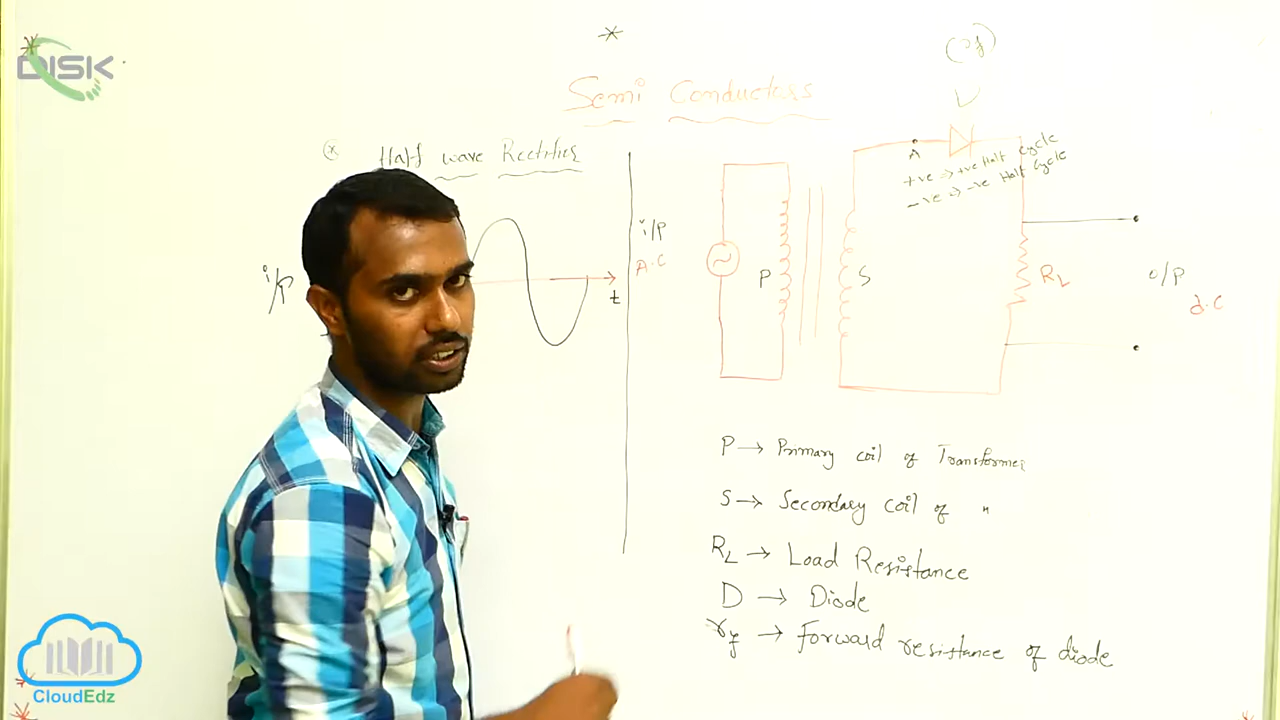 DISK
Semi Conductors
Half wave Rectifier
i/p
t
i/P
A.C
P
S
A
+ve => +ve Half Cycle
-ve => -ve Half Cycle
RL
o/p
d.c
P → Primary coil of Transformer
S → Secondary coil of "
RL → Load Resistance
D → Diode
rf → Forward resistance of diode
CloudEdz